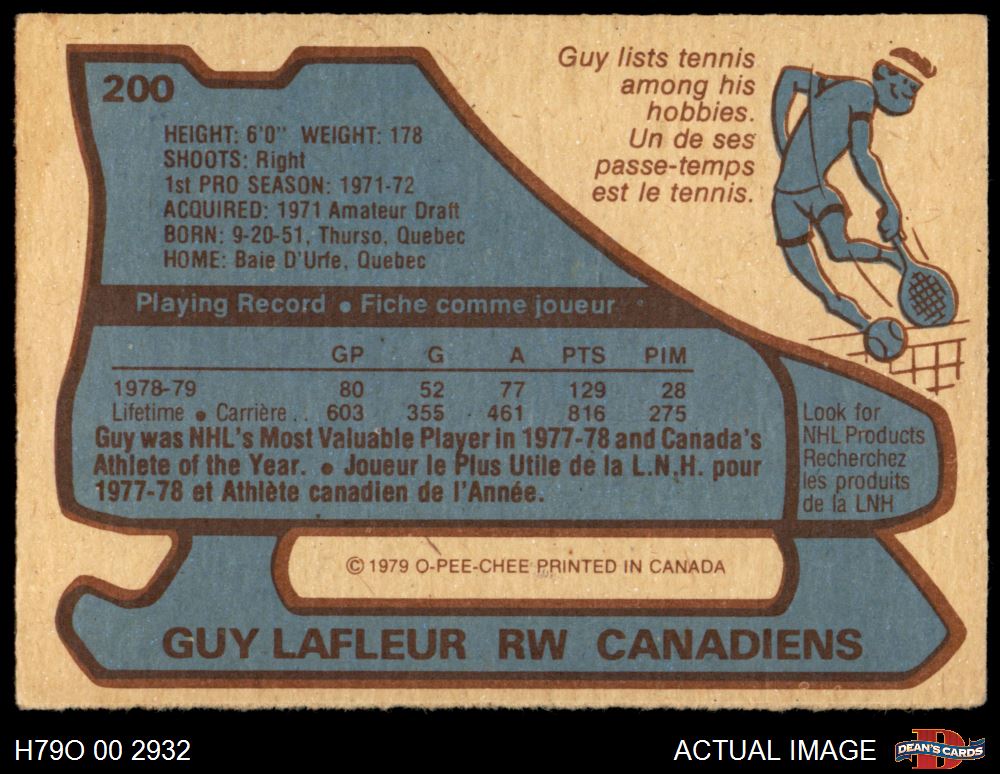 200
Guy lists tennis
among his
hobbies.
Un de ses
passe-temps
est le tennis.
HEIGHT: 6'0" WEIGHT: 178
SHOOTS: Right
1st PRO SEASON: 1971-72
ACQUIRED: 1971 Amateur Draft
BORN: 9-20-51, Thurso, Quebec
HOME: Baie D'Urfe, Quebec
Playing Record • Fiche comme joueur
GP G A PTS PIM
1978-79 80 52 77 129 28
Lifetime • Carrière .. 603 355 461 816 275
Guy was NHL's Most Valuable Player in 1977-78 and Canada's
Athlete of the Year. • Joueur le Plus Utile de la L.N.H. pour
1977-78 et Athlète canadien de l'Année.
Look for
NHL Products
Recherchez
les produits
de la LNH
© 1979 O-PEE-CHEE PRINTED IN CANADA
GUY LAFLEUR RW CANADIENS
H79O 00 2932
ACTUAL IMAGE
DEAN'S CARDS